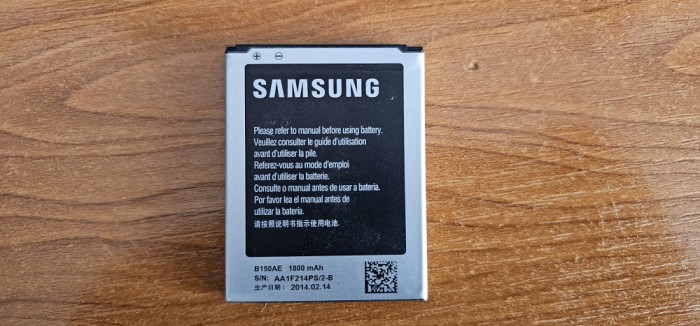 SAMSUNG
Please refer to manual before using battery.
Veuillez consulter le guide d'utilisation
avant d'utiliser la pile.
Referez-vous au mode d'emploi
avant d'utiliser la batterie.
Consulte o manual antes de usar a bateria.
Por favor lea el manual antes de
utilizar la batería.
请按照说明书指示使用电池.
B150AE 1800 mAh
S/N: AA1F214PS/2-B
生产日期: 2014.02.14